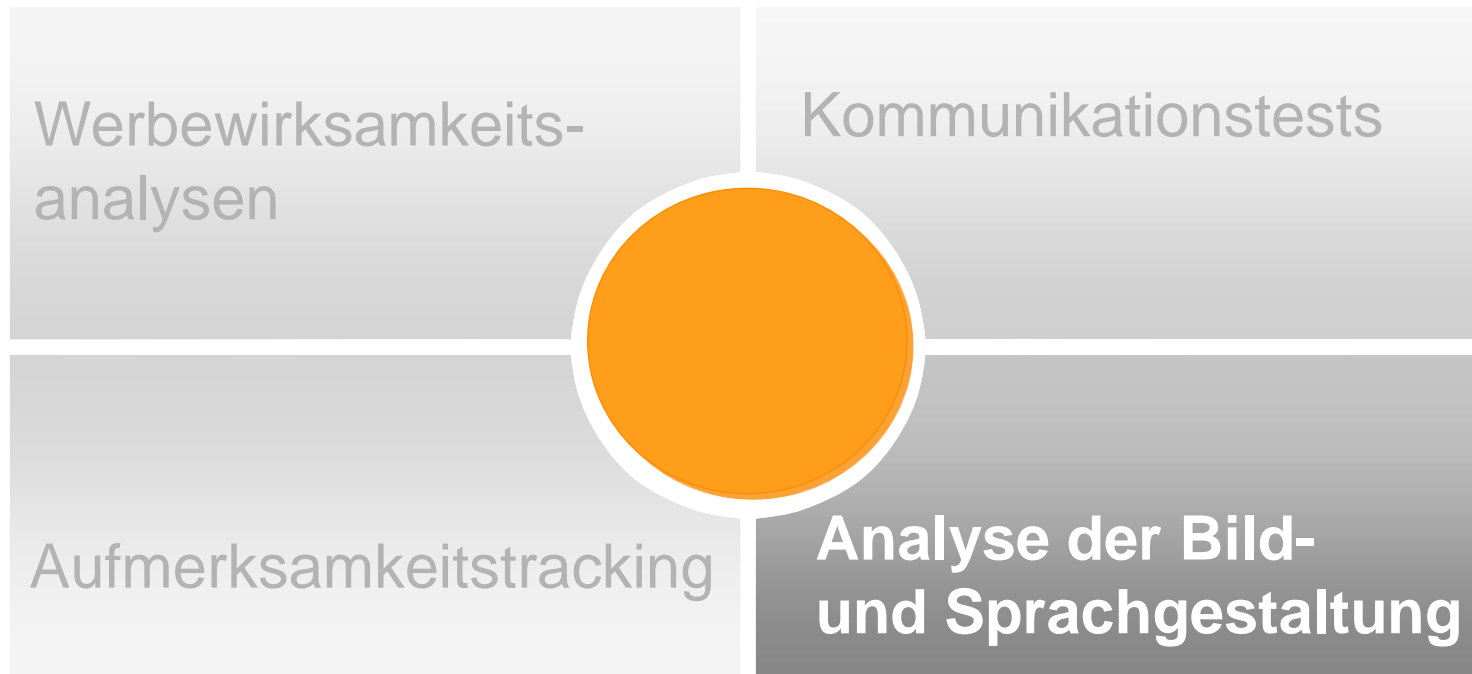 Werbewirksamkeits-
analysen
Kommunikationstests
Aufmerksamkeitstracking
Analyse der Bild-
und Sprachgestaltung